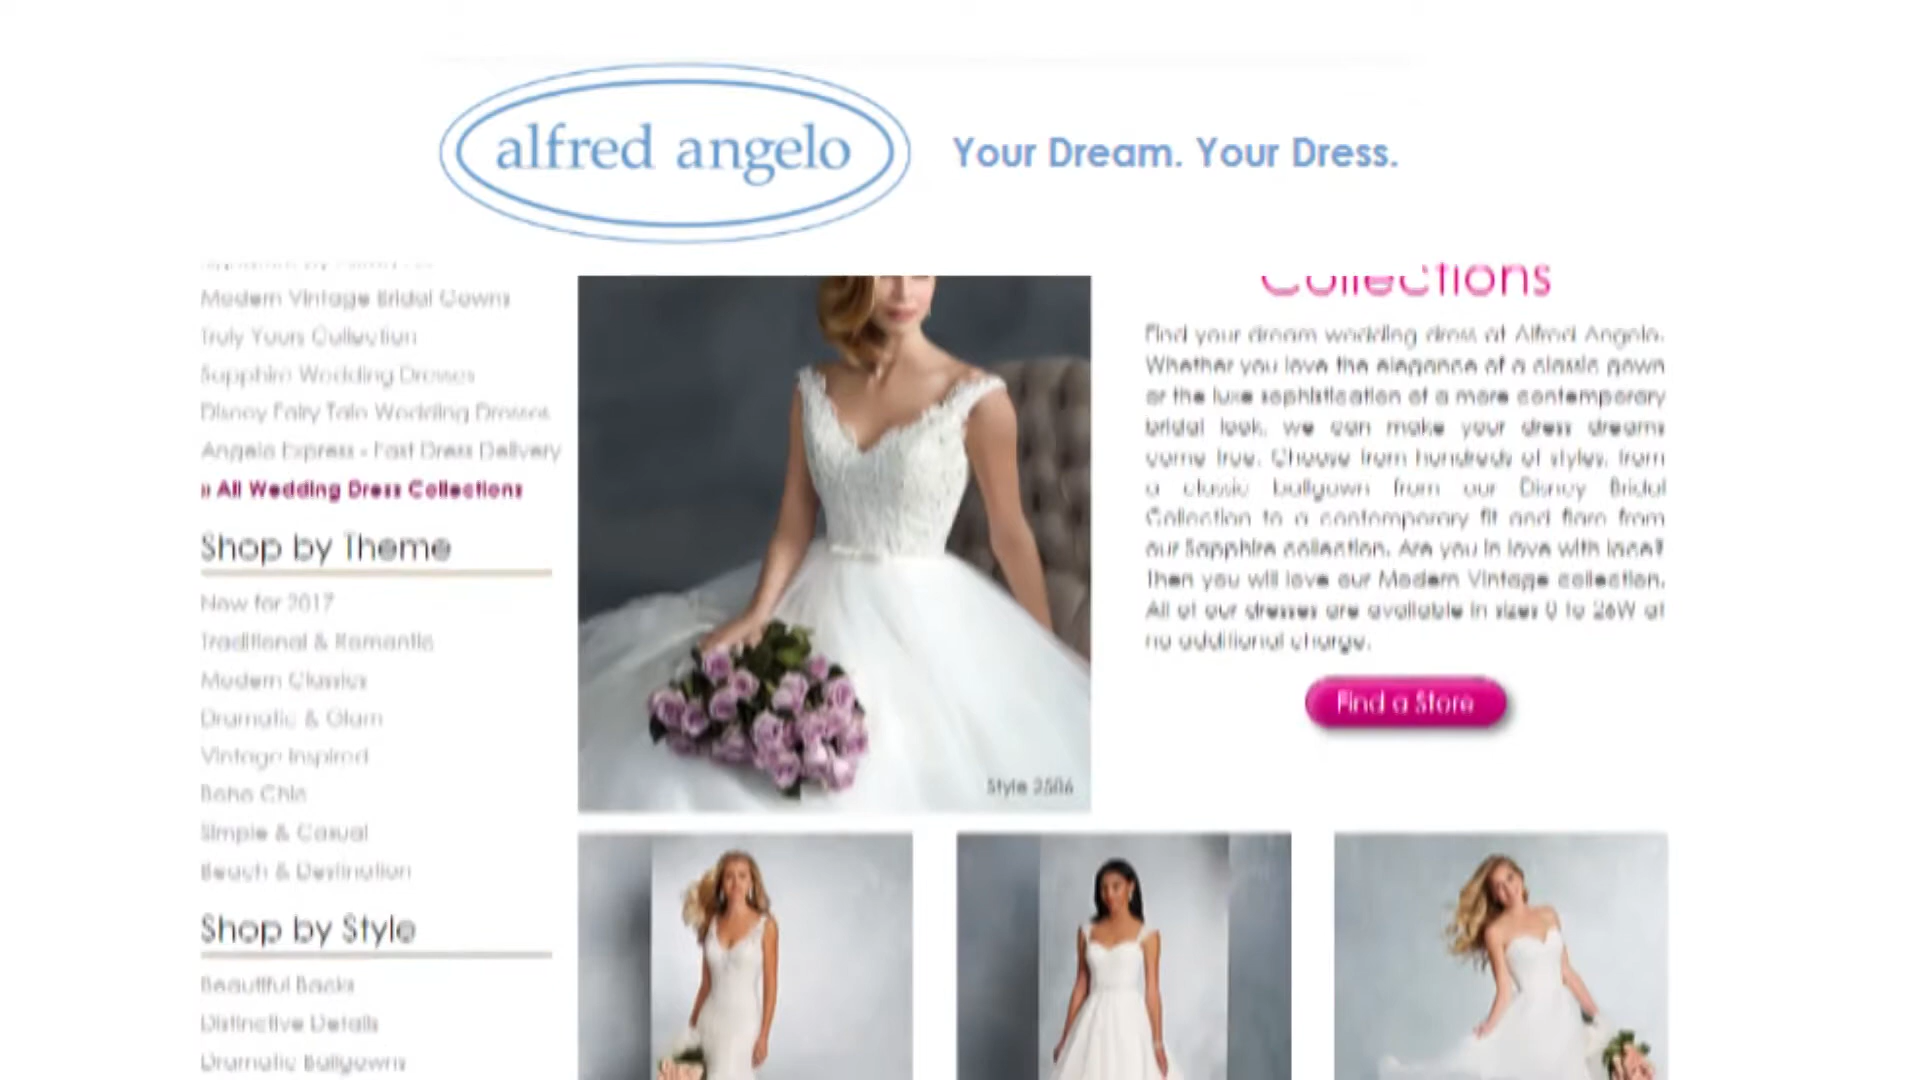 alfred angelo
Your Dream. Your Dress.
Collections
Modern Vintage Bridal Gowns
Truly Yours Collection
Sapphire Wedding Dresses
Disney Fairy Tale Wedding Dresses
Angelo Express - Fast Dress Delivery
» All Wedding Dress Collections
Shop by Theme
New for 2017
Traditional & Romantic
Modern Classics
Dramatic & Glam
Vintage Inspired
Boho Chic
Simple & Casual
Beach & Destination
Shop by Style
Beautiful Backs
Distinctive Details
Dramatic Ballgowns
Style 2586
Find your dream wedding dress at Alfred Angelo.
Whether you love the elegance of a classic gown
or the luxe sophistication of a more contemporary
bridal look, we can make your dress dreams
come true. Choose from hundreds of styles, from
a classic ballgown from our Disney Bridal
Collection to a contemporary fit and flare from
our Sapphire collection. Are you in love with lace?
Then you will love our Modern Vintage collection.
All of our dresses are available in sizes 0 to 26W at
no additional charge.
Find a Store